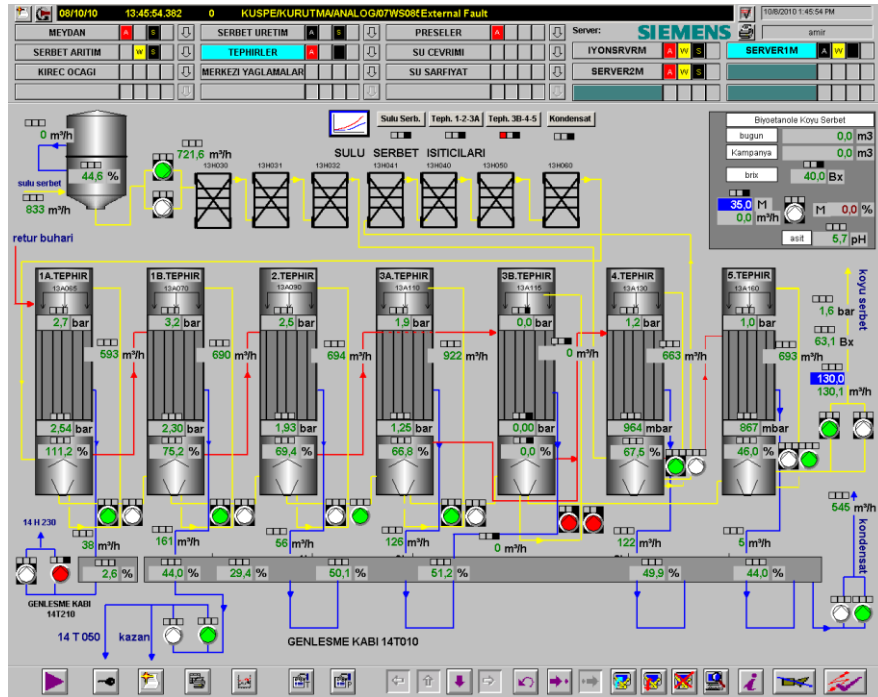 08/10/10 13:45:54.382 0 KUSPE/KURUTMA/ANALOG/07WS08 External Fault
10/8/2010 1:45:54 PM
MEYDAN A S SERBET URETIM A S PRESELER A Server: SIEMENS amir
SERBET ARITIM W S TEPHIRLER A SU CEVRIMI IYONSRVRM A W S SERVER1M A W S
KIREC OCAGI MERKEZI YAGLAMALAR SU SARFIYAT SERVER2M A W S
Sulu Serb. Teph. 1-2-3A Teph. 3B-4-5 Kondensat
SULU SERBET ISITICILARI
0 m³/h
44,6 %
sulu serbet
833 m³/h
721,6 m³/h
13H030 13H031 13H032 13H041 13H040 13H050 13H060
Biyoetanole Koyu Serbet
bugun 0,0 m3
Kampanya 0,0 m3
brix 40,0 Bx
35,0 M
0,0 m³/h
M 0,0 %
asit 5,7 pH
retur buhari
1A.TEPHIR 1B.TEPHIR 2.TEPHIR 3A.TEPHIR 3B.TEPHIR 4.TEPHIR 5.TEPHIR
13A065 13A070 13A090 13A110 13A115 13A130 13A160
2,7 bar 3,2 bar 2,5 bar 1,9 bar 0,0 bar 1,2 bar 1,0 bar
593 m³/h 690 m³/h 694 m³/h 922 m³/h 0 m³/h 663 m³/h 693 m³/h
koyu serbet
1,6 bar
63,1 Bx
130,0
130,1 m³/h
2,54 bar 2,30 bar 1,93 bar 1,25 bar 0,00 bar 964 mbar 867 mbar
111,2 % 75,2 % 69,4 % 66,8 % 0,0 % 67,5 % 46,0 %
545 m³/h
kondensat
14 H 230
38 m³/h 161 m³/h 56 m³/h 126 m³/h 0 m³/h 122 m³/h 5 m³/h
2,6 % 44,0 % 29,4 % 50,1 % 51,2 % 49,9 % 44,0 %
GENLESME KABI
14T210
14 T 050 kazan
GENLESME KABI 14T010